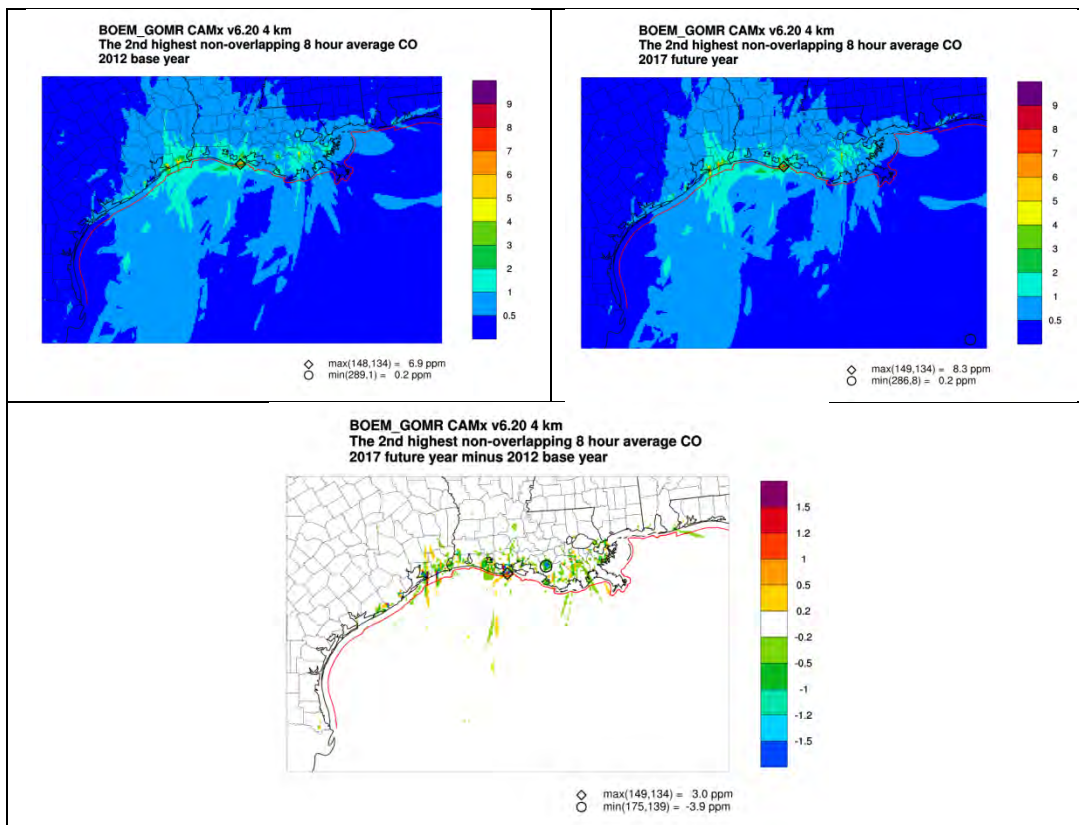 BOEM_GOMR CAMx v6.20 4 km
The 2nd highest non-overlapping 8 hour average CO
2012 base year
9
8
7
6
5
4
3
2
1
0.5
max(148,134) = 6.9 ppm
min(289,1) = 0.2 ppm
BOEM_GOMR CAMx v6.20 4 km
The 2nd highest non-overlapping 8 hour average CO
2017 future year
9
8
7
6
5
4
3
2
1
0.5
max(149,134) = 8.3 ppm
min(286,8) = 0.2 ppm
BOEM_GOMR CAMx v6.20 4 km
The 2nd highest non-overlapping 8 hour average CO
2017 future year minus 2012 base year
1.5
1.2
1
0.5
0.2
-0.2
-0.5
-1
-1.2
-1.5
max(149,134) = 3.0 ppm
min(175,139) = -3.9 ppm